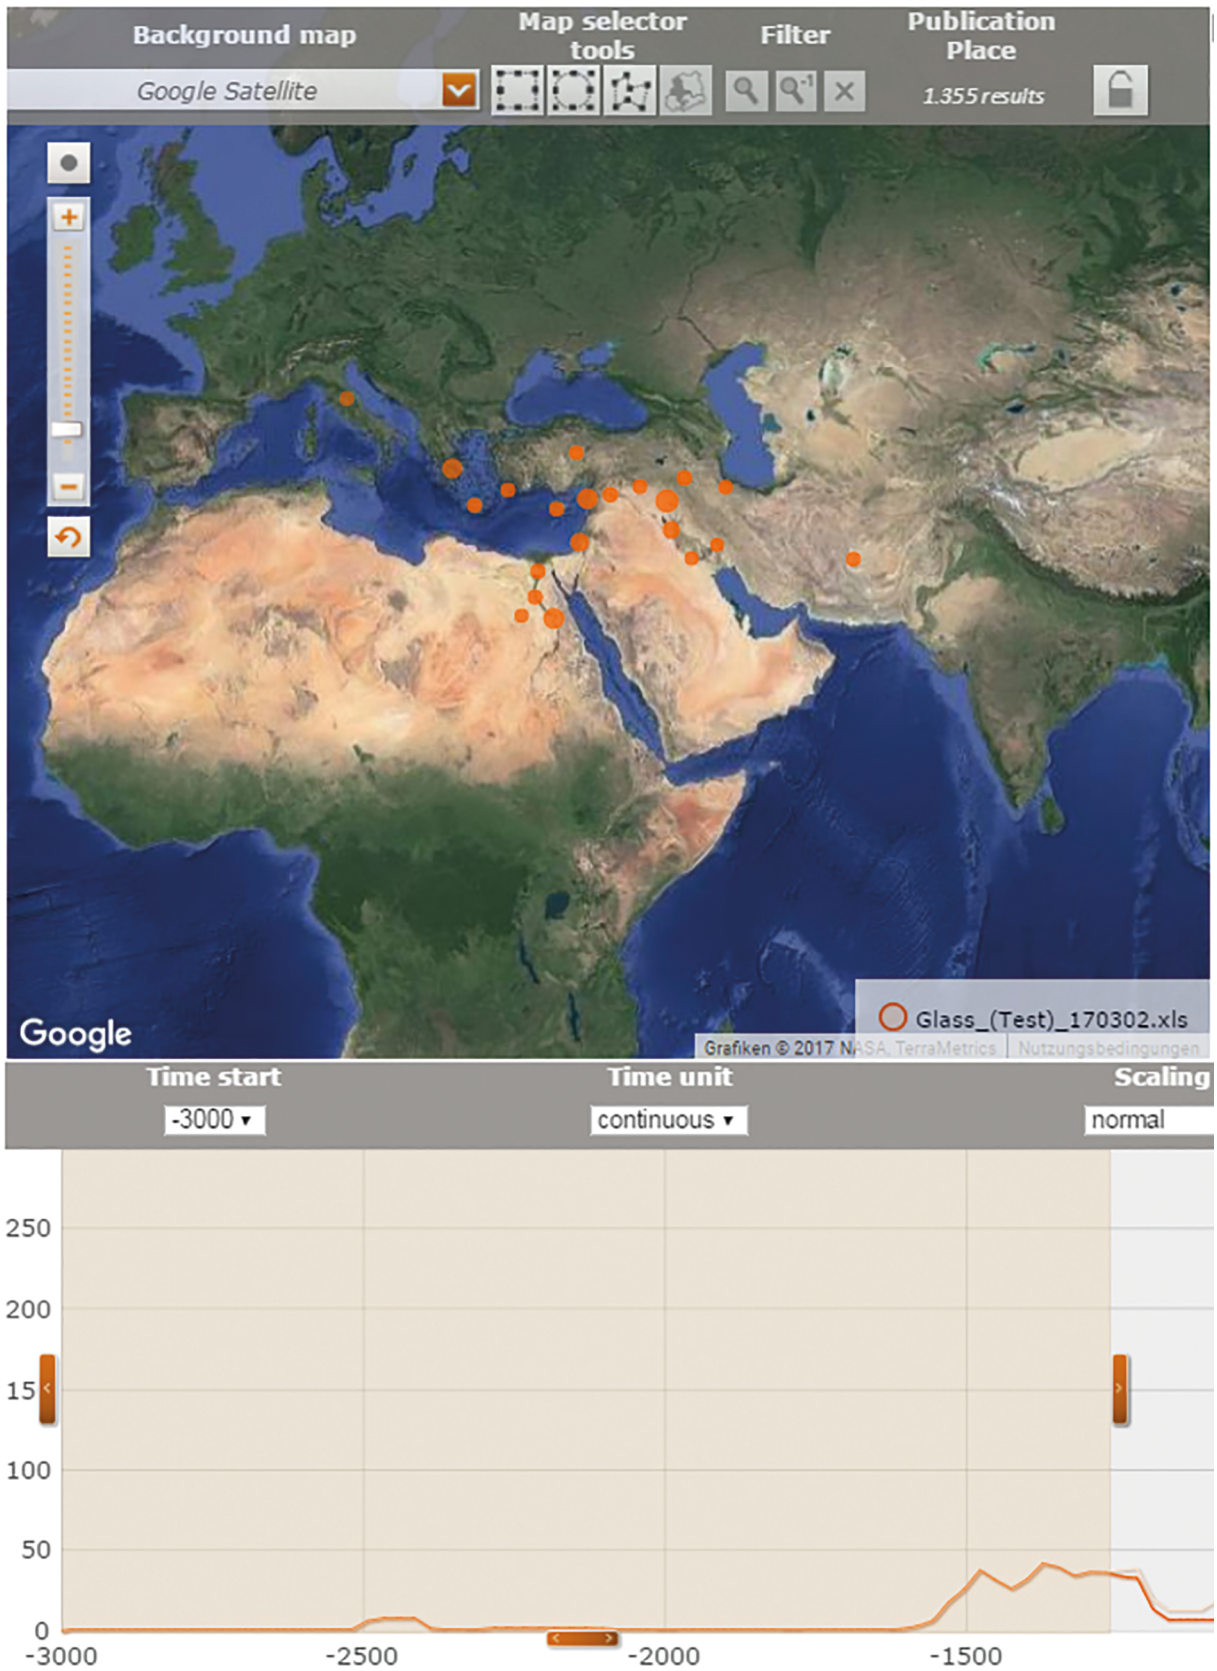 Background map
Map selector tools
Filter
Publication Place
Google Satellite
-1
1.355 results
+
−
Google
Glass_(Test)_170302.xls
Grafiken © 2017 NASA, TerraMetrics
Nutzungsbedingungen
Time start
Time unit
Scaling
-3000
continuous
normal
250
200
15
100
50
0
-3000
-2500
-2000
-1500